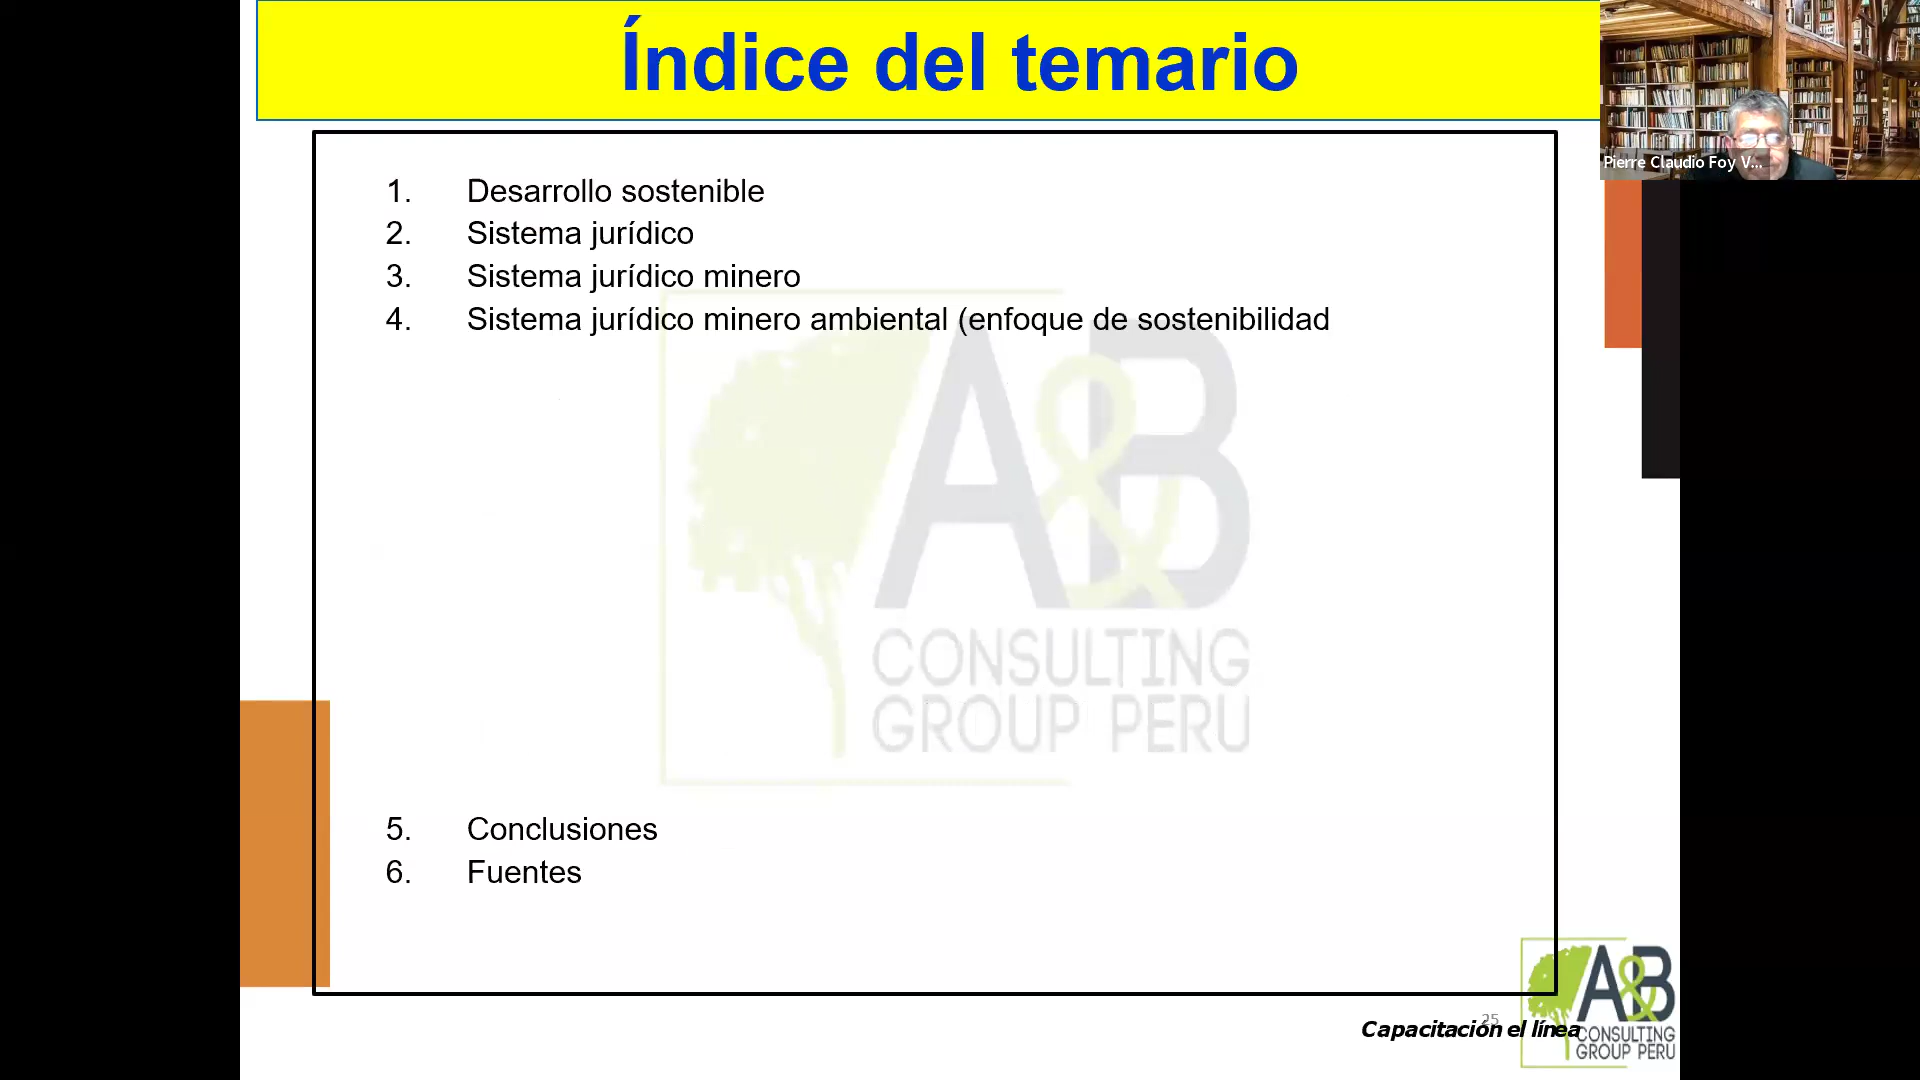 Índice del temario
Pierre Claudio Foy V...
1. Desarrollo sostenible
2. Sistema jurídico
3. Sistema jurídico minero
4. Sistema jurídico minero ambiental (enfoque de sostenibilidad
A&B
CONSULTING
GROUP PERU
5. Conclusiones
6. Fuentes
25
Capacitación el línea
A&B
CONSULTING
GROUP PERU